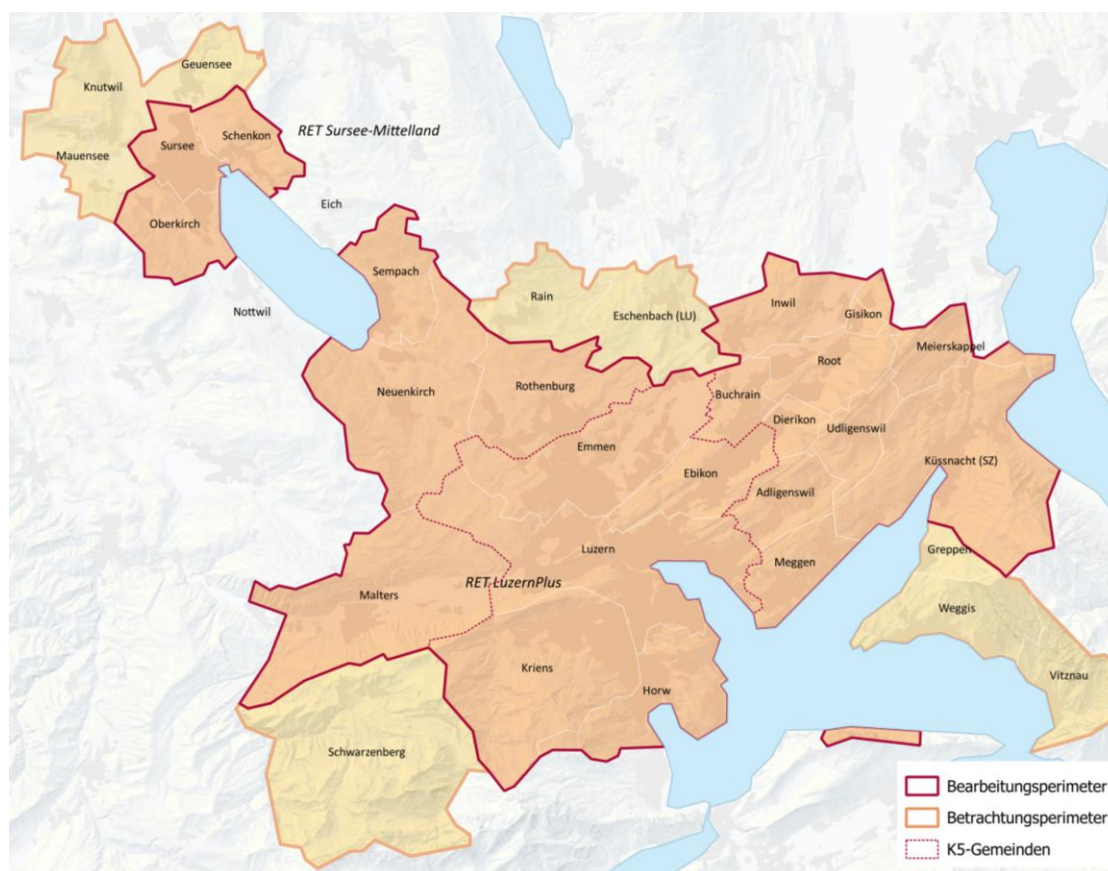 Geuensee
Knutwil
RET Sursee-Mittelland
Schenkon
Sursee
Mauensee
Eich
Oberkirch
Sempach
Rain
Inwil
Nottwil
Eschenbach (LU)
Gisikon
Meierskappel
Root
Rothenburg
Neuenkirch
Buchrain
Dierikon
Udligenswil
Emmen
Küssnacht (SZ)
Ebikon
Adligenswil
Luzern
Greppen
Meggen
RET LuzernPlus
Malters
Weggis
Kriens
Vitznau
Horw
Schwarzenberg
Bearbeitungsperimeter
Betrachtungsperimeter
K5-Gemeinden